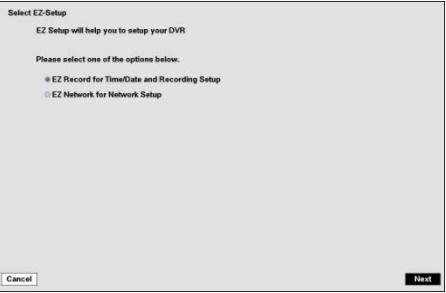 Select EZ-Setup
EZ Setup will help you to setup your DVR
Please select one of the options below.
EZ Record for Time/Date and Recording Setup
EZ Network for Network Setup
Cancel
Next